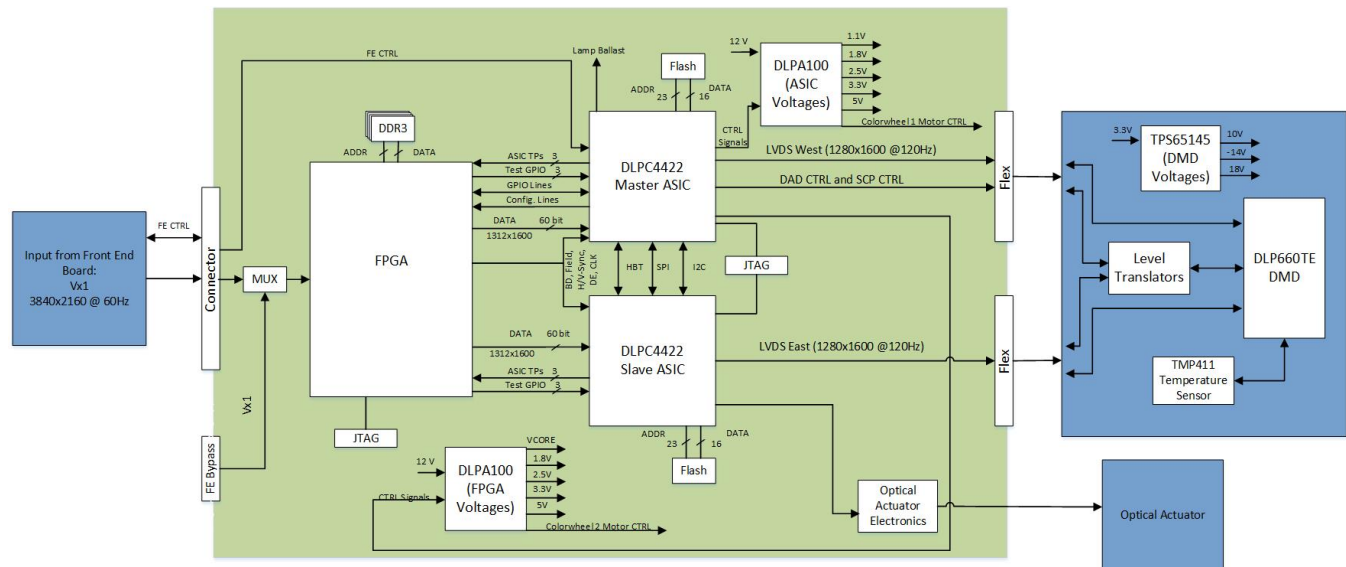 Input from Front End
Board:
Vx1
3840x2160 @ 60Hz
FE CTRL
Connector
FE Bypass
Vx1
MUX
FE CTRL
Lamp Ballast
DDR3
ADDR
DATA
FPGA
JTAG
ASIC TPs 3
Test GPIO 3
GPIO Lines
Config. Lines
DATA 60 bit
1312x1600
BD, Field,
H/V-Sync,
DE, CLK
DATA 60 bit
1312x1600
ASIC TPs 3
Test GPIO 3
Flash
ADDR
DATA
23
16
DLPC4422
Master ASIC
HBT
SPI
I2C
JTAG
DLPC4422
Slave ASIC
ADDR
DATA
23
16
Flash
12 V
DLPA100
(ASIC
Voltages)
1.1V
1.8V
2.5V
3.3V
5V
Colorwheel 1 Motor CTRL
CTRL
Signals
LVDS West (1280x1600 @120Hz)
DAD CTRL and SCP CTRL
LVDS East (1280x1600 @120Hz)
12 V
CTRL Signals
DLPA100
(FPGA
Voltages)
VCORE
1.8V
2.5V
3.3V
5V
Colorwheel 2 Motor CTRL
Optical
Actuator
Electronics
Flex
Flex
3.3V
TPS65145
(DMD
Voltages)
10V
-14V
18V
Level
Translators
DLP660TE
DMD
TMP411
Temperature
Sensor
Optical Actuator